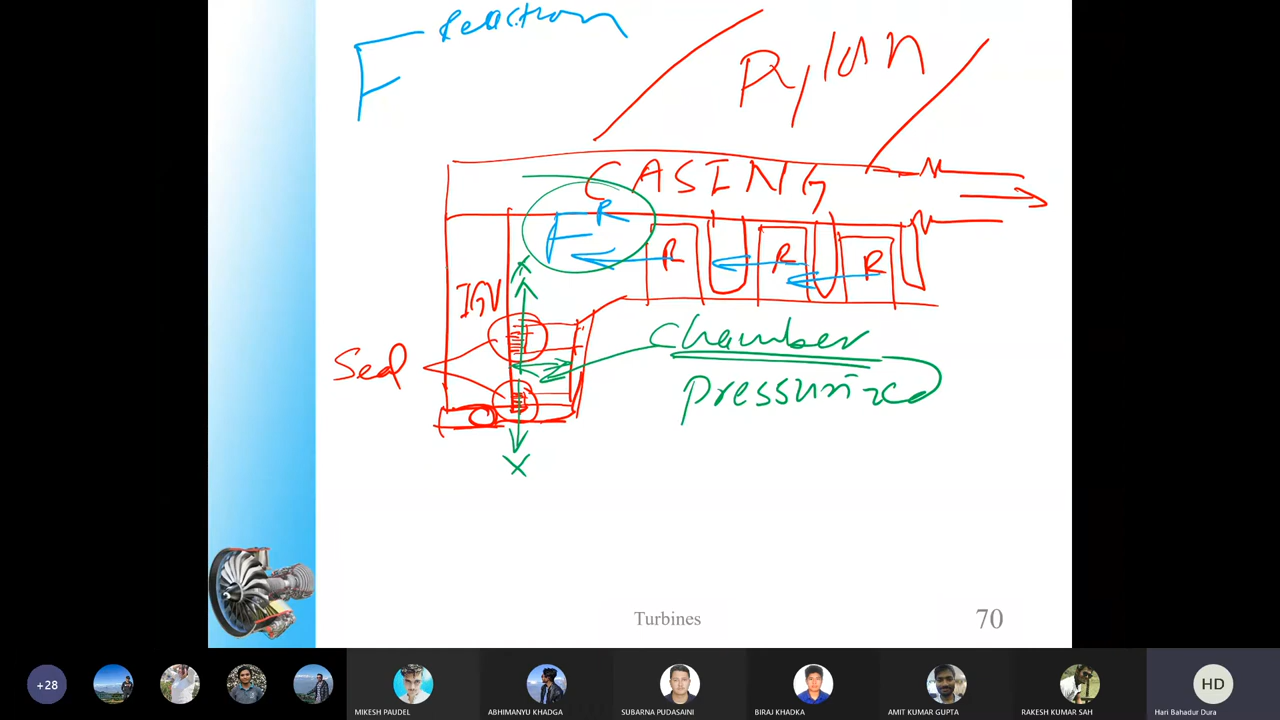 F reaction
Pylon
CASING
F R
R R R
IGV
Seal
Chamber
pressurized
X
Turbines 70
+28
MIKESH PAUDEL
ABHIMANYU KHADGA
SUBARNA PUDASAINI
BIRAJ KHADKA
AMIT KUMAR GUPTA
RAKESH KUMAR SAH
HD
Hari Bahadur Dura